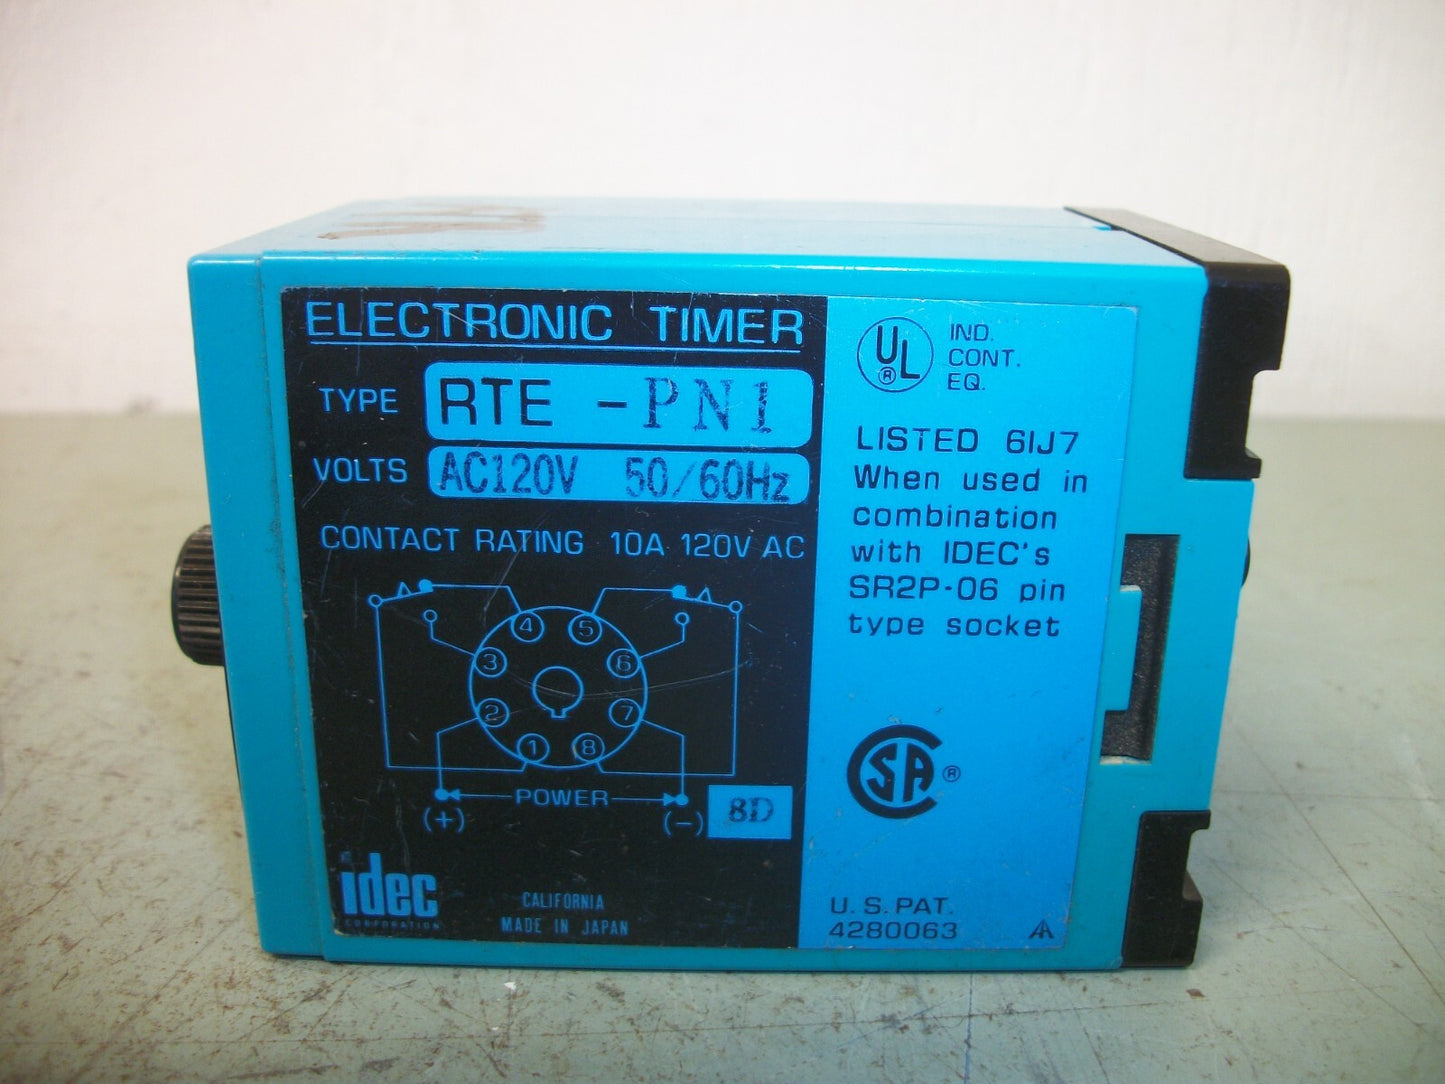 ELECTRONIC TIMER
TYPE RTE - PN1
VOLTS AC120V 50/60Hz
CONTACT RATING 10A 120V AC
4 5
3 6
2 7
1 8
POWER
(+) (-) 8D
idec
CORPORATION
CALIFORNIA
MADE IN JAPAN
UL ®
IND.
CONT.
EQ.
LISTED 61J7
When used in
combination
with IDEC's
SR2P-06 pin
type socket
CSA ®
U.S. PAT.
4280063